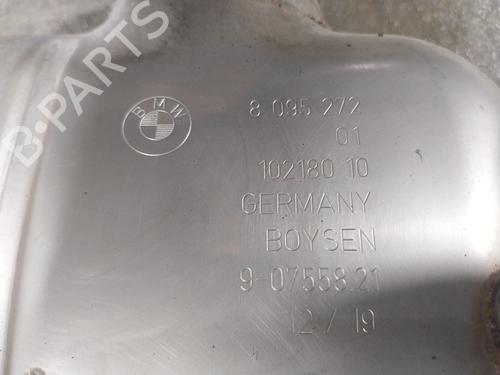 B-PARTS
BMW
8 095 272
01
102180 10
GERMANY
BOYSEN
9-07558.21
12 / 19